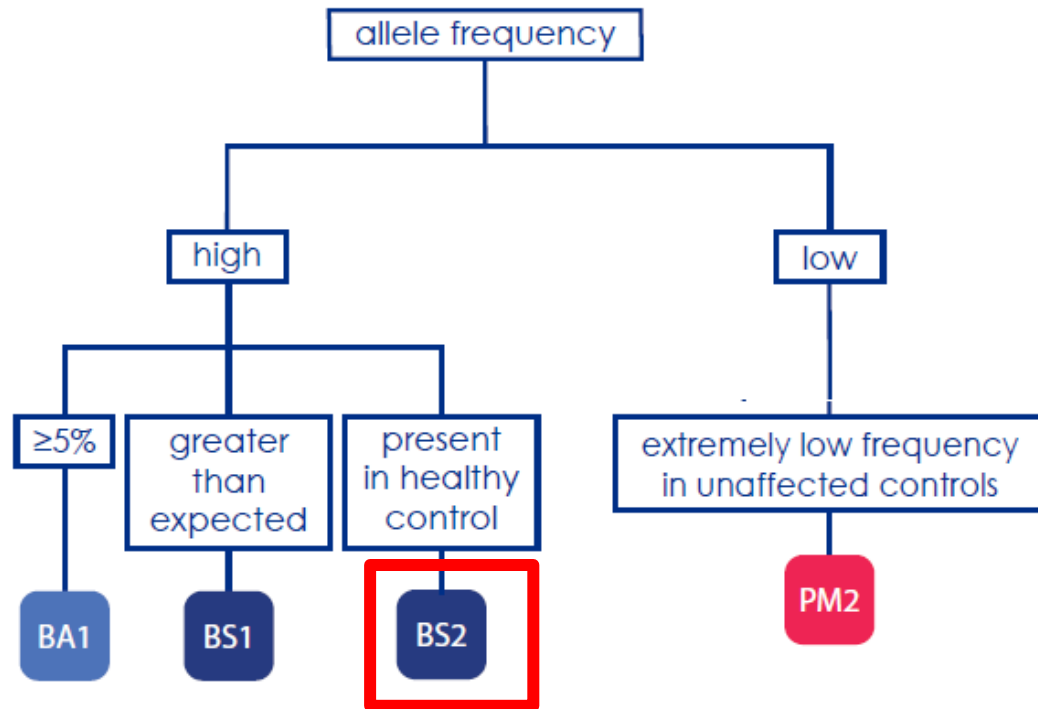 allele frequency
high
low
≥5%
greater
than
expected
present
in healthy
control
extremely low frequency
in unaffected controls
BA1
BS1
BS2
PM2